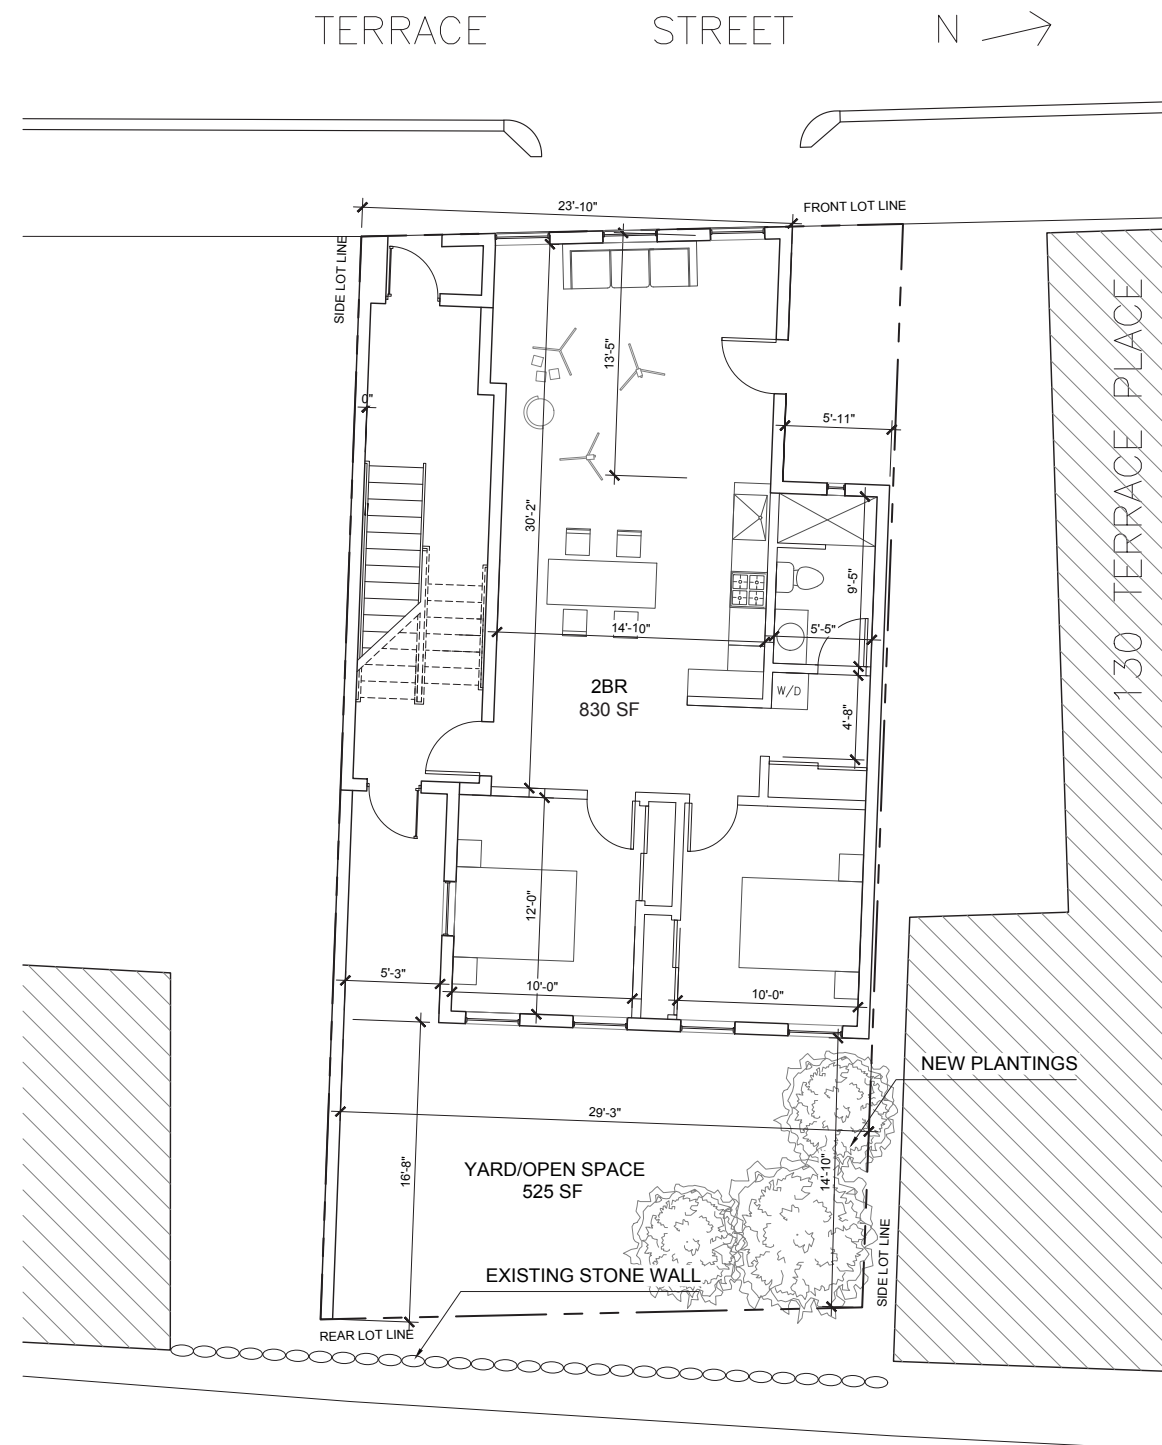 TERRACE STREET N
23'-10"
FRONT LOT LINE
SIDE LOT LINE
13'-5"
0"
5'-11"
130 TERRACE PLACE
30'-2"
9'-5"
14'-10"
5'-5"
2BR
830 SF
W/D
4'-8"
12'-0"
5'-3"
10'-0"
10'-0"
NEW PLANTINGS
29'-3"
16'-8"
YARD/OPEN SPACE
525 SF
14'-10"
SIDE LOT LINE
EXISTING STONE WALL
REAR LOT LINE